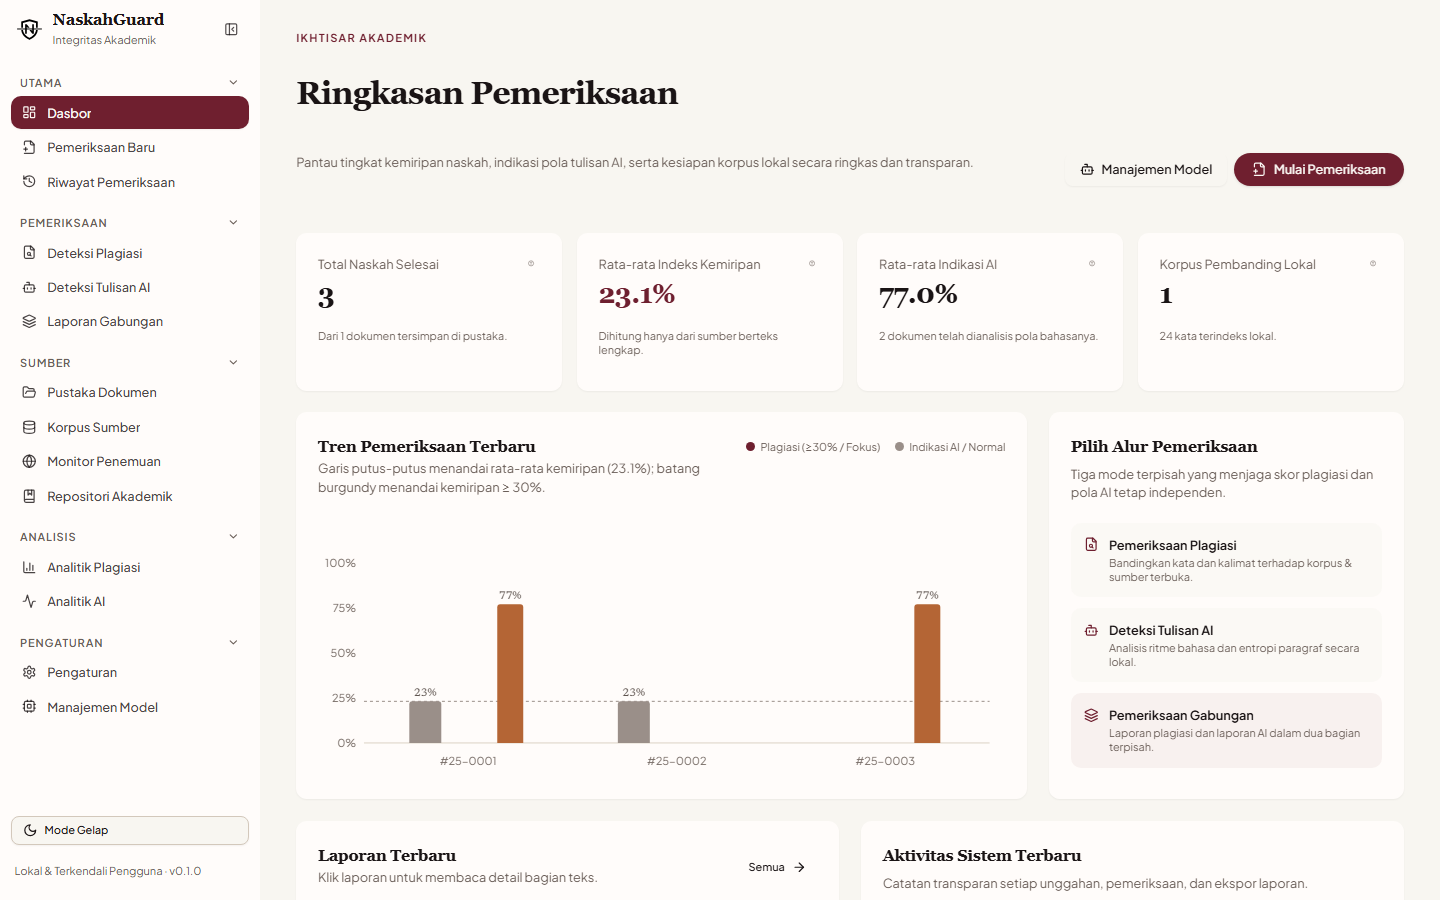 NaskahGuard
Integritas Akademik
UTAMA
Dasbor
Pemeriksaan Baru
Riwayat Pemeriksaan
PEMERIKSAAN
Deteksi Plagiasi
Deteksi Tulisan AI
Laporan Gabungan
SUMBER
Pustaka Dokumen
Korpus Sumber
Monitor Penemuan
Repositori Akademik
ANALISIS
Analitik Plagiasi
Analitik AI
PENGATURAN
Pengaturan
Manajemen Model
Mode Gelap
Lokal & Terkendali Pengguna · v0.1.0
IKHTISAR AKADEMIK
Ringkasan Pemeriksaan
Pantau tingkat kemiripan naskah, indikasi pola tulisan AI, serta kesiapan korpus lokal secara ringkas dan transparan.
Manajemen Model
Mulai Pemeriksaan
Total Naskah Selesai
3
Dari 1 dokumen tersimpan di pustaka.
Rata-rata Indeks Kemiripan
23.1%
Dihitung hanya dari sumber berteks
lengkap.
Rata-rata Indikasi AI
77.0%
2 dokumen telah dianalisis pola bahasanya.
Korpus Pembanding Lokal
1
24 kata terindeks lokal.
Tren Pemeriksaan Terbaru
Garis putus-putus menandai rata-rata kemiripan (23.1%); batang
burgundy menandai kemiripan ≥ 30%.
Plagiasi (≥30% / Fokus)
Indikasi AI / Normal
100%
75%
50%
25%
0%
23%
77%
23%
77%
#25-0001
#25-0002
#25-0003
Pilih Alur Pemeriksaan
Tiga mode terpisah yang menjaga skor plagiasi dan
pola AI tetap independen.
Pemeriksaan Plagiasi
Bandingkan kata dan kalimat terhadap korpus &
sumber terbuka.
Deteksi Tulisan AI
Analisis ritme bahasa dan entropi paragraf secara
lokal.
Pemeriksaan Gabungan
Laporan plagiasi dan laporan AI dalam dua bagian
terpisah.
Laporan Terbaru
Klik laporan untuk membaca detail bagian teks.
Semua
Aktivitas Sistem Terbaru
Catatan transparan setiap unggahan, pemeriksaan, dan ekspor laporan.